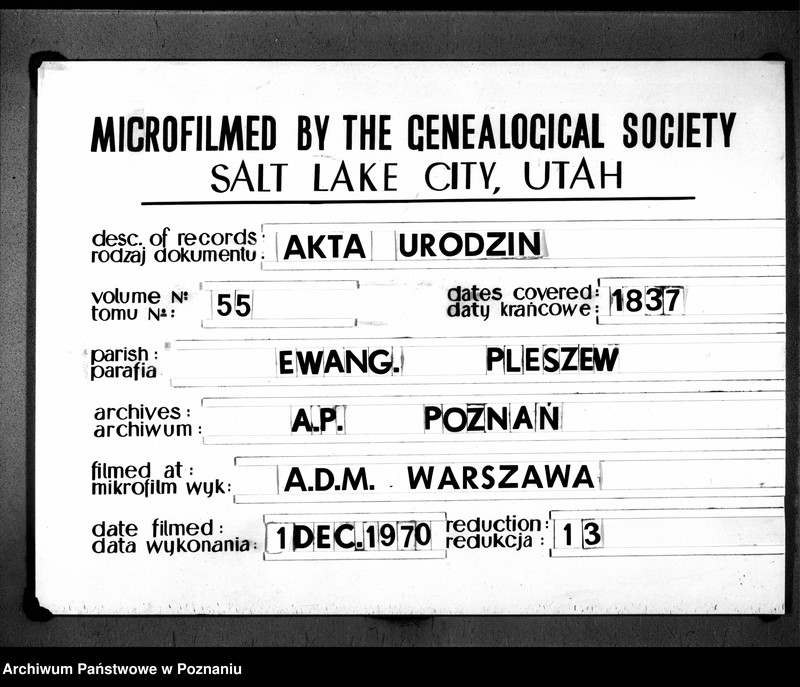 MICROFILMED BY THE GENEALOGICAL SOCIETY
SALT LAKE CITY, UTAH
desc. of records: AKTA URODZIN
rodzaj dokumentu:
volume Nº 55 dates covered: 1837
tomu Nº: daty krańcowe:
parish: EWANG. PLESZEW
parafia
archives: A.P. POZNAŃ
archiwum:
filmed at: A.D.M. WARSZAWA
mikrofilm wyk:
date filmed: 1 DEC. 1970 reduction: 13
data wykonania: redukcja:
Archiwum Państwowe w Poznaniu